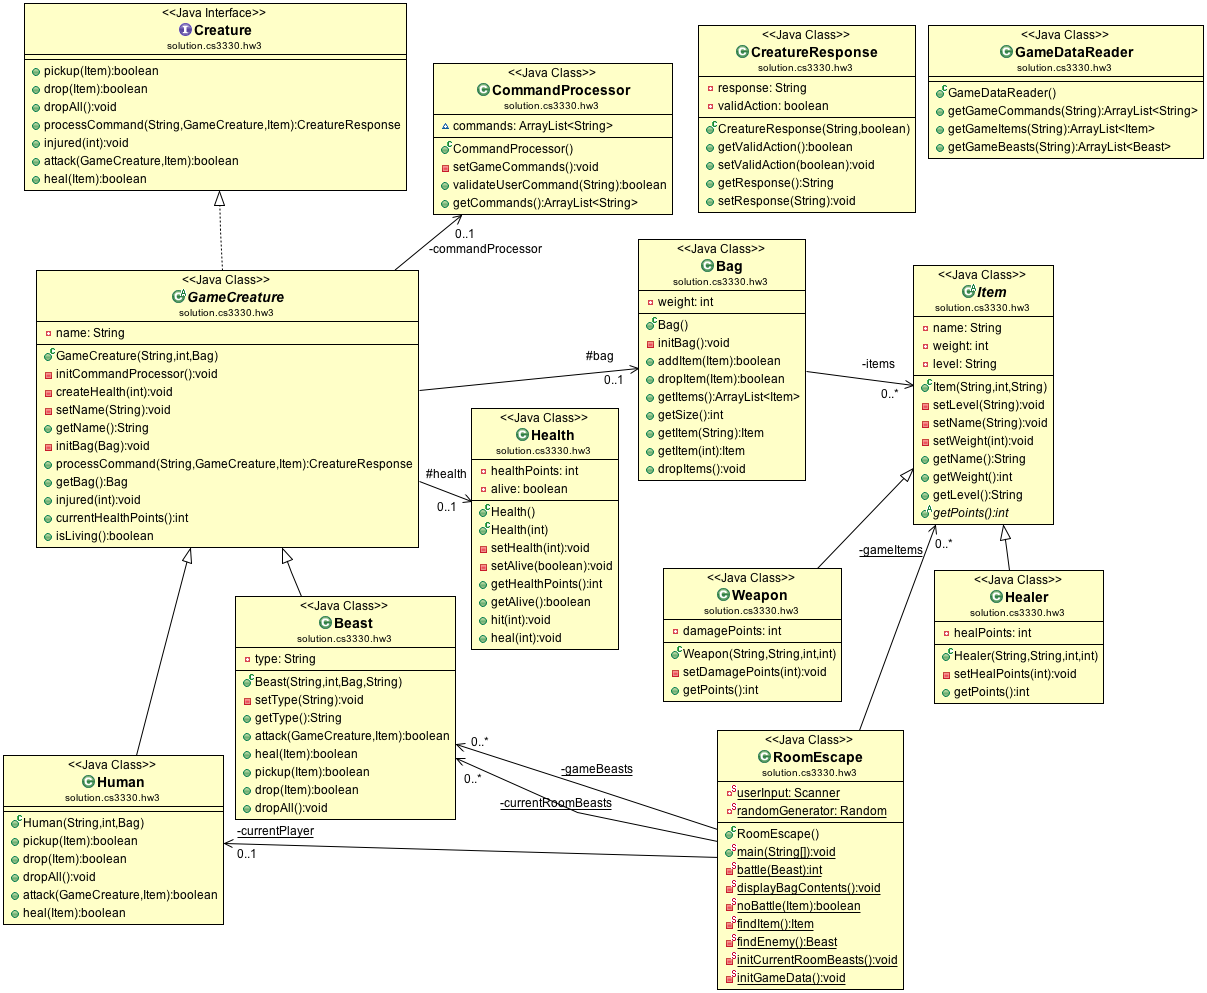 <<Java Interface>>
Creature
solution.cs3330.hw3
pickup(Item):boolean
drop(Item):boolean
dropAll():void
processCommand(String,GameCreature,Item):CreatureResponse
injured(int):void
attack(GameCreature,Item):boolean
heal(Item):boolean
<<Java Class>>
CommandProcessor
solution.cs3330.hw3
commands: ArrayList<String>
CommandProcessor()
setGameCommands():void
validateUserCommand(String):boolean
getCommands():ArrayList<String>
<<Java Class>>
CreatureResponse
solution.cs3330.hw3
response: String
validAction: boolean
CreatureResponse(String,boolean)
getValidAction():boolean
setValidAction(boolean):void
getResponse():String
setResponse(String):void
<<Java Class>>
GameDataReader
solution.cs3330.hw3
GameDataReader()
getGameCommands(String):ArrayList<String>
getGameItems(String):ArrayList<Item>
getGameBeasts(String):ArrayList<Beast>
0..1
-commandProcessor
<<Java Class>>
GameCreature
solution.cs3330.hw3
name: String
GameCreature(String,int,Bag)
initCommandProcessor():void
createHealth(int):void
setName(String):void
getName():String
initBag(Bag):void
processCommand(String,GameCreature,Item):CreatureResponse
getBag():Bag
injured(int):void
currentHealthPoints():int
isLiving():boolean
#bag
0..1
#health
0..1
<<Java Class>>
Bag
solution.cs3330.hw3
weight: int
Bag()
initBag():void
addItem(Item):boolean
dropItem(Item):boolean
getItems():ArrayList<Item>
getSize():int
getItem(String):Item
getItem(int):Item
dropItems():void
-items
0..*
<<Java Class>>
Item
solution.cs3330.hw3
name: String
weight: int
level: String
Item(String,int,String)
setLevel(String):void
setName(String):void
setWeight(int):void
getName():String
getWeight():int
getLevel():String
getPoints():int
<<Java Class>>
Health
solution.cs3330.hw3
healthPoints: int
alive: boolean
Health()
Health(int)
setHealth(int):void
setAlive(boolean):void
getHealthPoints():int
getAlive():boolean
hit(int):void
heal(int):void
-gameItems
0..*
<<Java Class>>
Weapon
solution.cs3330.hw3
damagePoints: int
Weapon(String,String,int,int)
setDamagePoints(int):void
getPoints():int
<<Java Class>>
Healer
solution.cs3330.hw3
healPoints: int
Healer(String,String,int,int)
setHealPoints(int):void
getPoints():int
<<Java Class>>
Beast
solution.cs3330.hw3
type: String
Beast(String,int,Bag,String)
setType(String):void
getType():String
attack(GameCreature,Item):boolean
heal(Item):boolean
pickup(Item):boolean
drop(Item):boolean
dropAll():void
0..*
-gameBeasts
0..*
-currentRoomBeasts
-currentPlayer
0..1
<<Java Class>>
Human
solution.cs3330.hw3
Human(String,int,Bag)
pickup(Item):boolean
drop(Item):boolean
dropAll():void
attack(GameCreature,Item):boolean
heal(Item):boolean
<<Java Class>>
RoomEscape
solution.cs3330.hw3
userInput: Scanner
randomGenerator: Random
RoomEscape()
main(String[]):void
battle(Beast):int
displayBagContents():void
noBattle(Item):boolean
findItem():Item
findEnemy():Beast
initCurrentRoomBeasts():void
initGameData():void